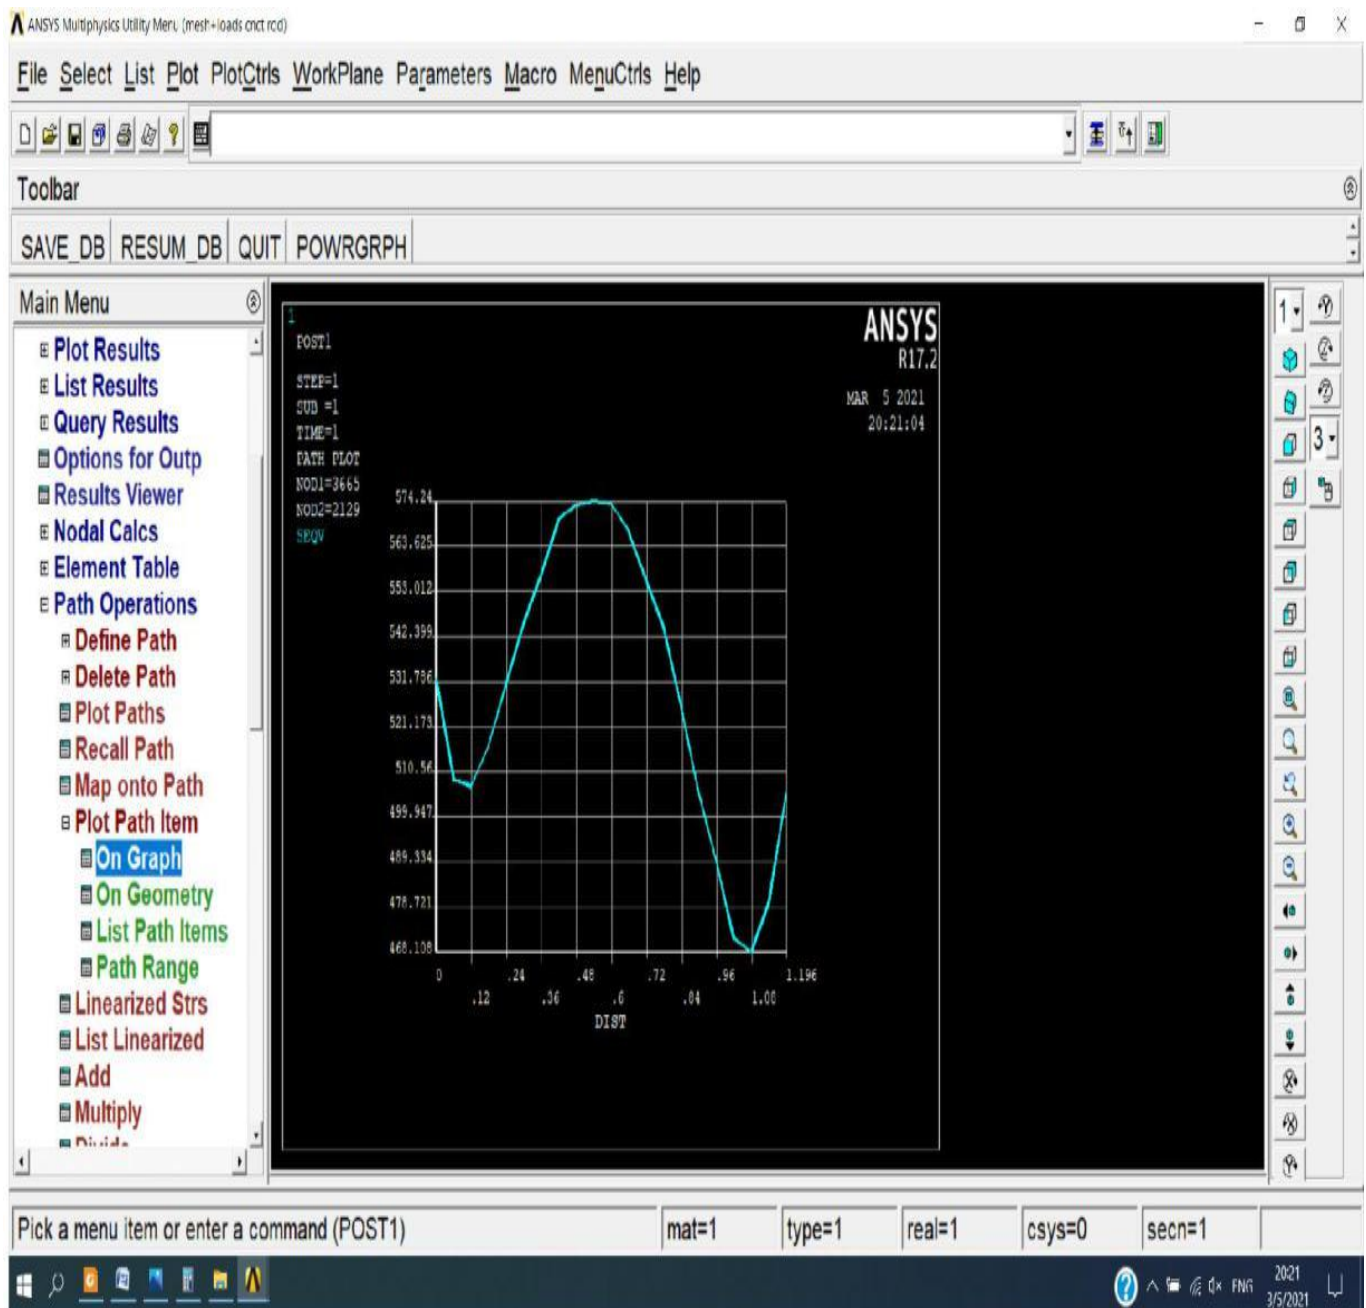 ANSYS Multiphysics Utility Menu (mesh+loads cnct rod)
File Select List Plot PlotCtrls WorkPlane Parameters Macro MenuCtrls Help
Toolbar
SAVE_DB RESUM_DB QUIT POWRGRPH
Main Menu
Plot Results
List Results
Query Results
Options for Outp
Results Viewer
Nodal Calcs
Element Table
Path Operations
Define Path
Delete Path
Plot Paths
Recall Path
Map onto Path
Plot Path Item
On Graph
On Geometry
List Path Items
Path Range
Linearized Strs
List Linearized
Add
Multiply
Divide
1
POST1
STEP=1
SUB =1
TIME=1
PATH PLOT
NOD1=3665
NOD2=2129
SEQV
ANSYS
R17.2
MAR 5 2021
20:21:04
574.24
563.625
553.012
542.399
531.786
521.173
510.56
499.947
489.334
478.721
468.108
0 .24 .48 .72 .96 1.196
.12 .36 .6 .84 1.08
DIST
1
3
Pick a menu item or enter a command (POST1) mat=1 type=1 real=1 csys=0 secn=1
ENG
20:21
3/5/2021